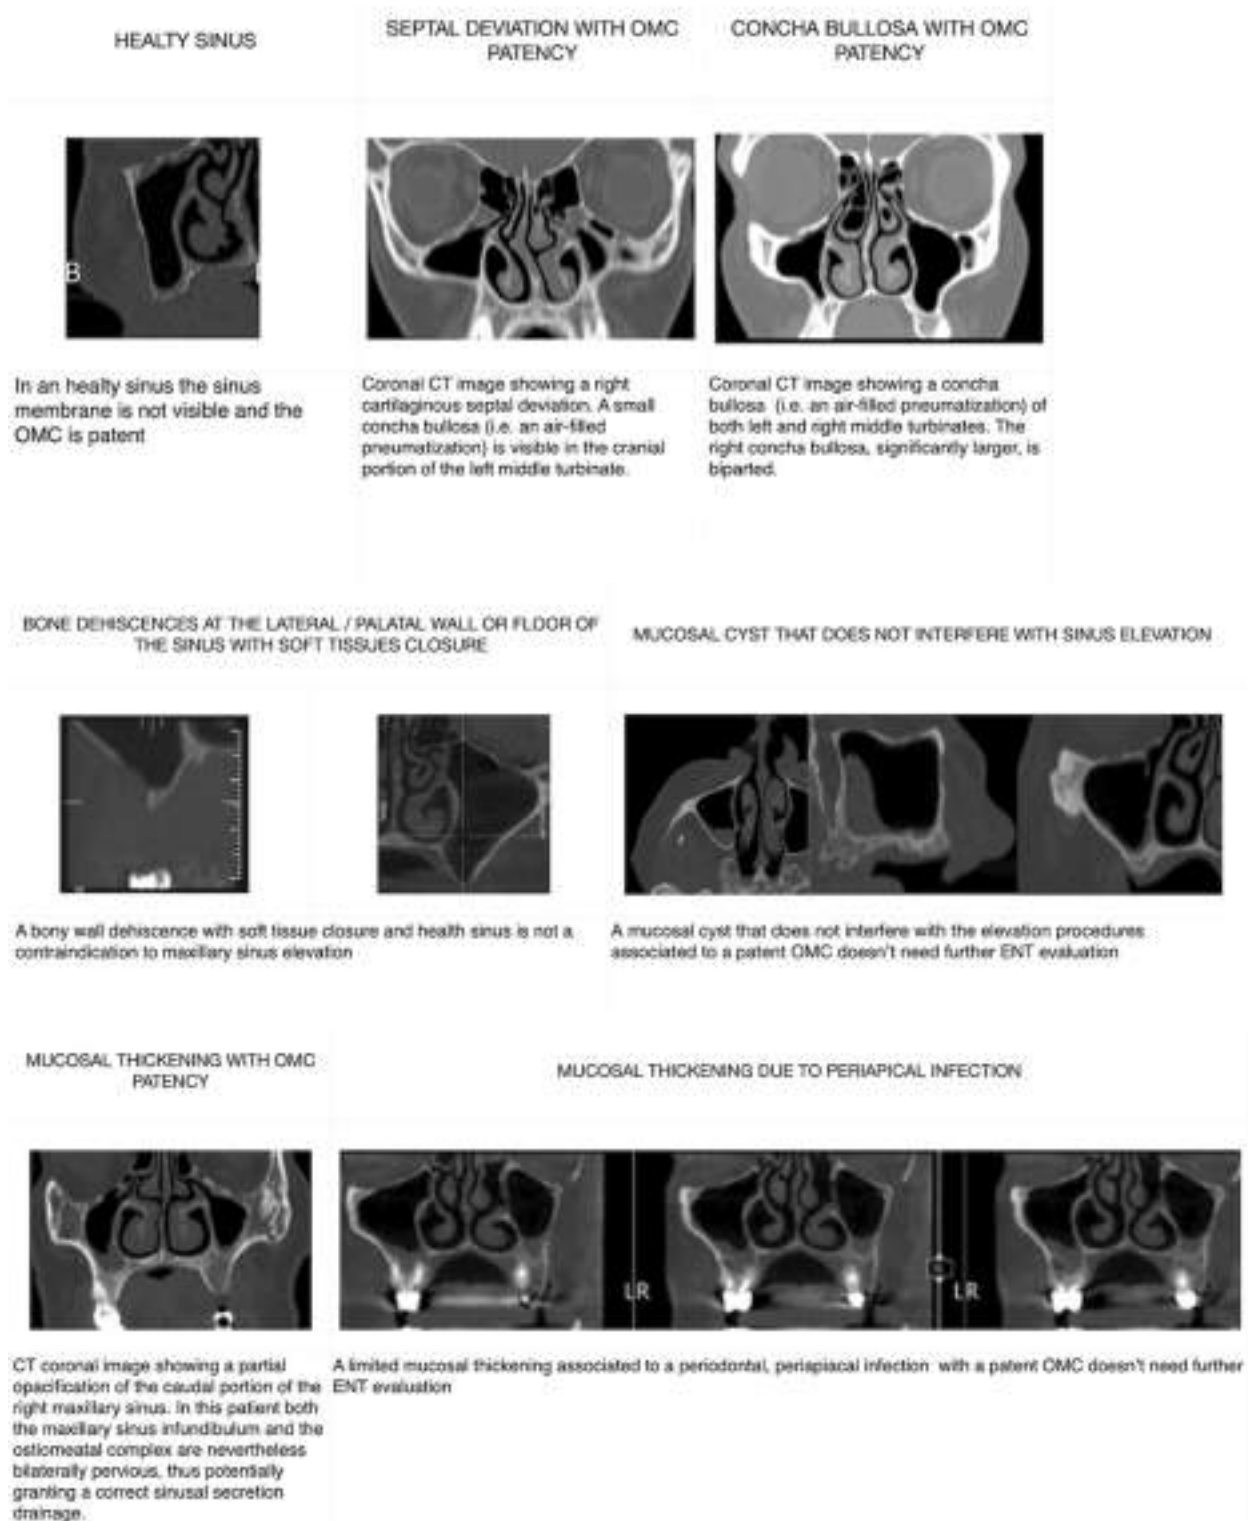 HEALTY SINUS
SEPTAL DEVIATION WITH OMC
PATENCY
CONCHA BULLOSA WITH OMC
PATENCY
B
In an healty sinus the sinus
membrane is not visible and the
OMC is patent
Coronal CT image showing a right
cartilaginous septal deviation. A small
concha bullosa (i.e. an air-filled
pneumatization) is visible in the cranial
portion of the left middle turbinate.
Coronal CT image showing a concha
bullosa (i.e. an air-filled pneumatization) of
both left and right middle turbinates. The
right concha bullosa, significantly larger, is
biparted.
BONE DEHISCENCES AT THE LATERAL / PALATAL WALL OR FLOOR OF
THE SINUS WITH SOFT TISSUES CLOSURE
MUCOSAL CYST THAT DOES NOT INTERFERE WITH SINUS ELEVATION
A bony wall dehiscence with soft tissue closure and health sinus is not a
contraindication to maxillary sinus elevation
A mucosal cyst that does not interfere with the elevation procedures
associated to a patent OMC doesn't need further ENT evaluation
MUCOSAL THICKENING WITH OMC
PATENCY
MUCOSAL THICKENING DUE TO PERIAPICAL INFECTION
LR
LR
CT coronal image showing a partial
opacification of the caudal portion of the
right maxillary sinus. In this patient both
the maxillary sinus infundibulum and the
ostiomeatal complex are nevertheless
bilaterally pervious, thus potentially
granting a correct sinusal secretion
drainage.
A limited mucosal thickening associated to a periodontal, periapiacal infection with a patent OMC doesn't need further
ENT evaluation